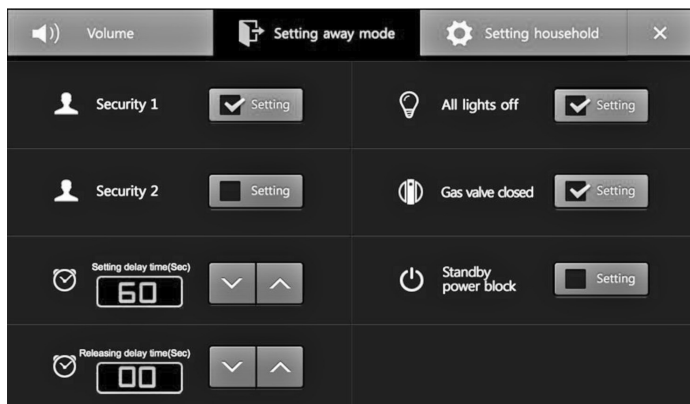 Volume
Setting away mode
Setting household
Security 1
Setting
All lights off
Setting
Security 2
Setting
Gas valve closed
Setting
Setting delay time(Sec)
60
Standby
power block
Setting
Releasing delay time(Sec)
00